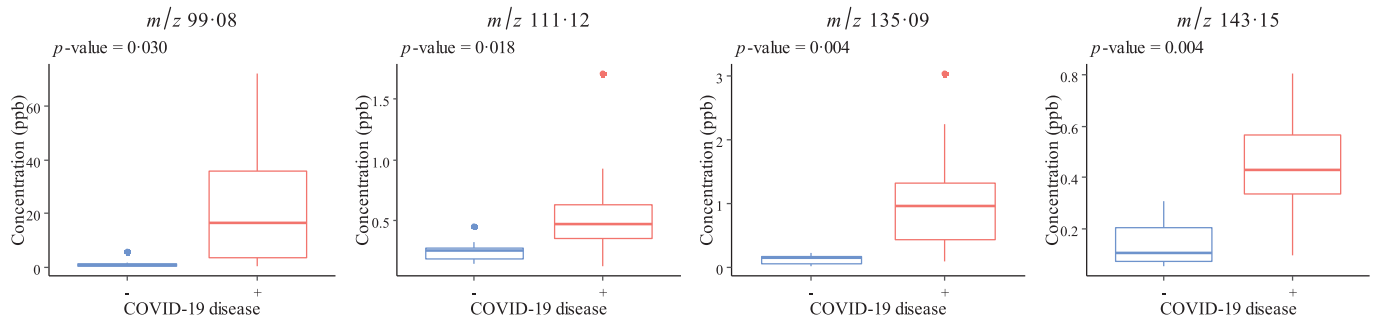 m/z 99·08
p-value = 0·030
Concentration (ppb)
60
40
20
0
- +
COVID-19 disease
m/z 111·12
p-value = 0·018
Concentration (ppb)
1.5
1.0
0.5
- +
COVID-19 disease
m/z 135·09
p-value = 0·004
Concentration (ppb)
3
2
1
0
- +
COVID-19 disease
m/z 143·15
p-value = 0.004
Concentration (ppb)
0.8
0.6
0.4
0.2
- +
COVID-19 disease